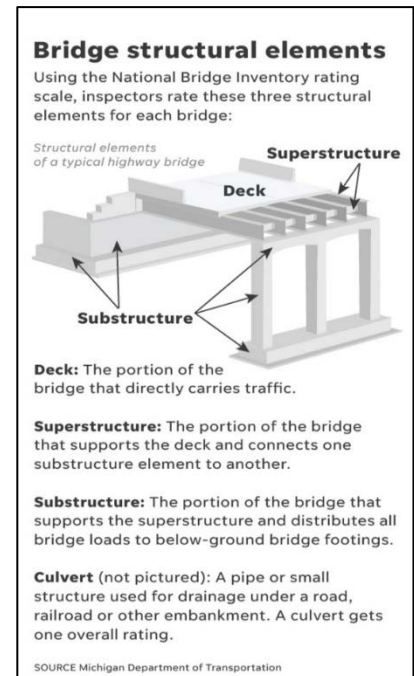 Bridge structural elements
Using the National Bridge Inventory rating
scale, inspectors rate these three structural
elements for each bridge:
Structural elements
of a typical highway bridge
Superstructure
Deck
Substructure
Deck: The portion of the
bridge that directly carries traffic.
Superstructure: The portion of the bridge
that supports the deck and connects one
substructure element to another.
Substructure: The portion of the bridge that
supports the superstructure and distributes all
bridge loads to below-ground bridge footings.
Culvert (not pictured): A pipe or small
structure used for drainage under a road,
railroad or other embankment. A culvert gets
one overall rating.
SOURCE Michigan Department of Transportation